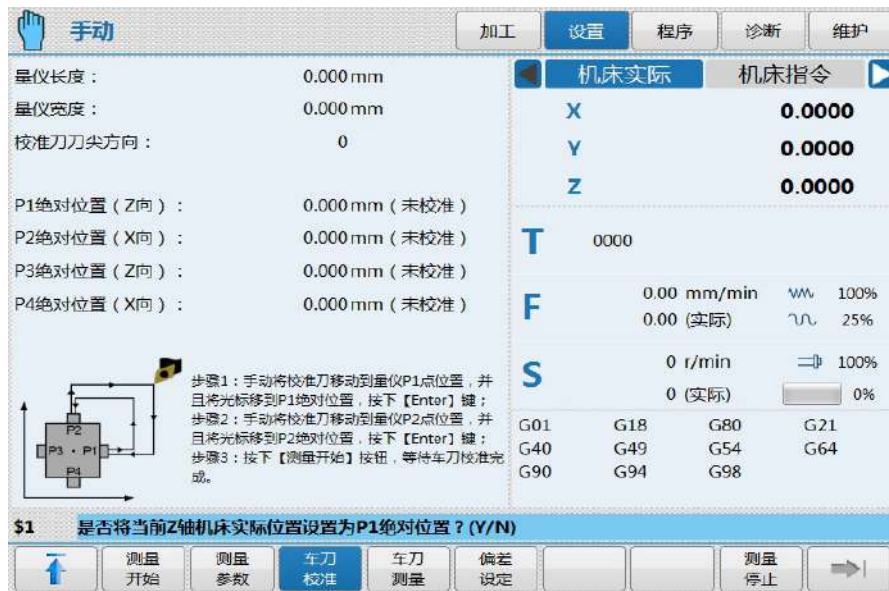 手动
加工 设置 程序 诊断 维护
量仪长度： 0.000mm
量仪宽度： 0.000mm
校准刀刀尖方向： 0
P1绝对位置（Z向）： 0.000mm（未校准）
P2绝对位置（X向）： 0.000mm（未校准）
P3绝对位置（Z向）： 0.000mm（未校准）
P4绝对位置（X向）： 0.000mm（未校准）
P2
P3 · P1
P4
步骤1：手动将校准刀移动到量仪P1点位置，并
且将光标移到P1绝对位置，按下【Enter】键；
步骤2：手动将校准刀移动到量仪P2点位置，并
且将光标移到P2绝对位置，按下【Enter】键；
步骤3：按下【测量开始】按钮，等待车刀校准完
成。
机床实际 机床指令
X 0.0000
Y 0.0000
Z 0.0000
T 0000
F 0.00 mm/min 100%
0.00 (实际) 25%
S 0 r/min 100%
0 (实际) 0%
G01 G18 G80 G21
G40 G49 G54 G64
G90 G94 G98
$1 是否将当前Z轴机床实际位置设置为P1绝对位置？(Y/N)
测量开始 测量参数 车刀校准 车刀测量 偏差设定 测量停止